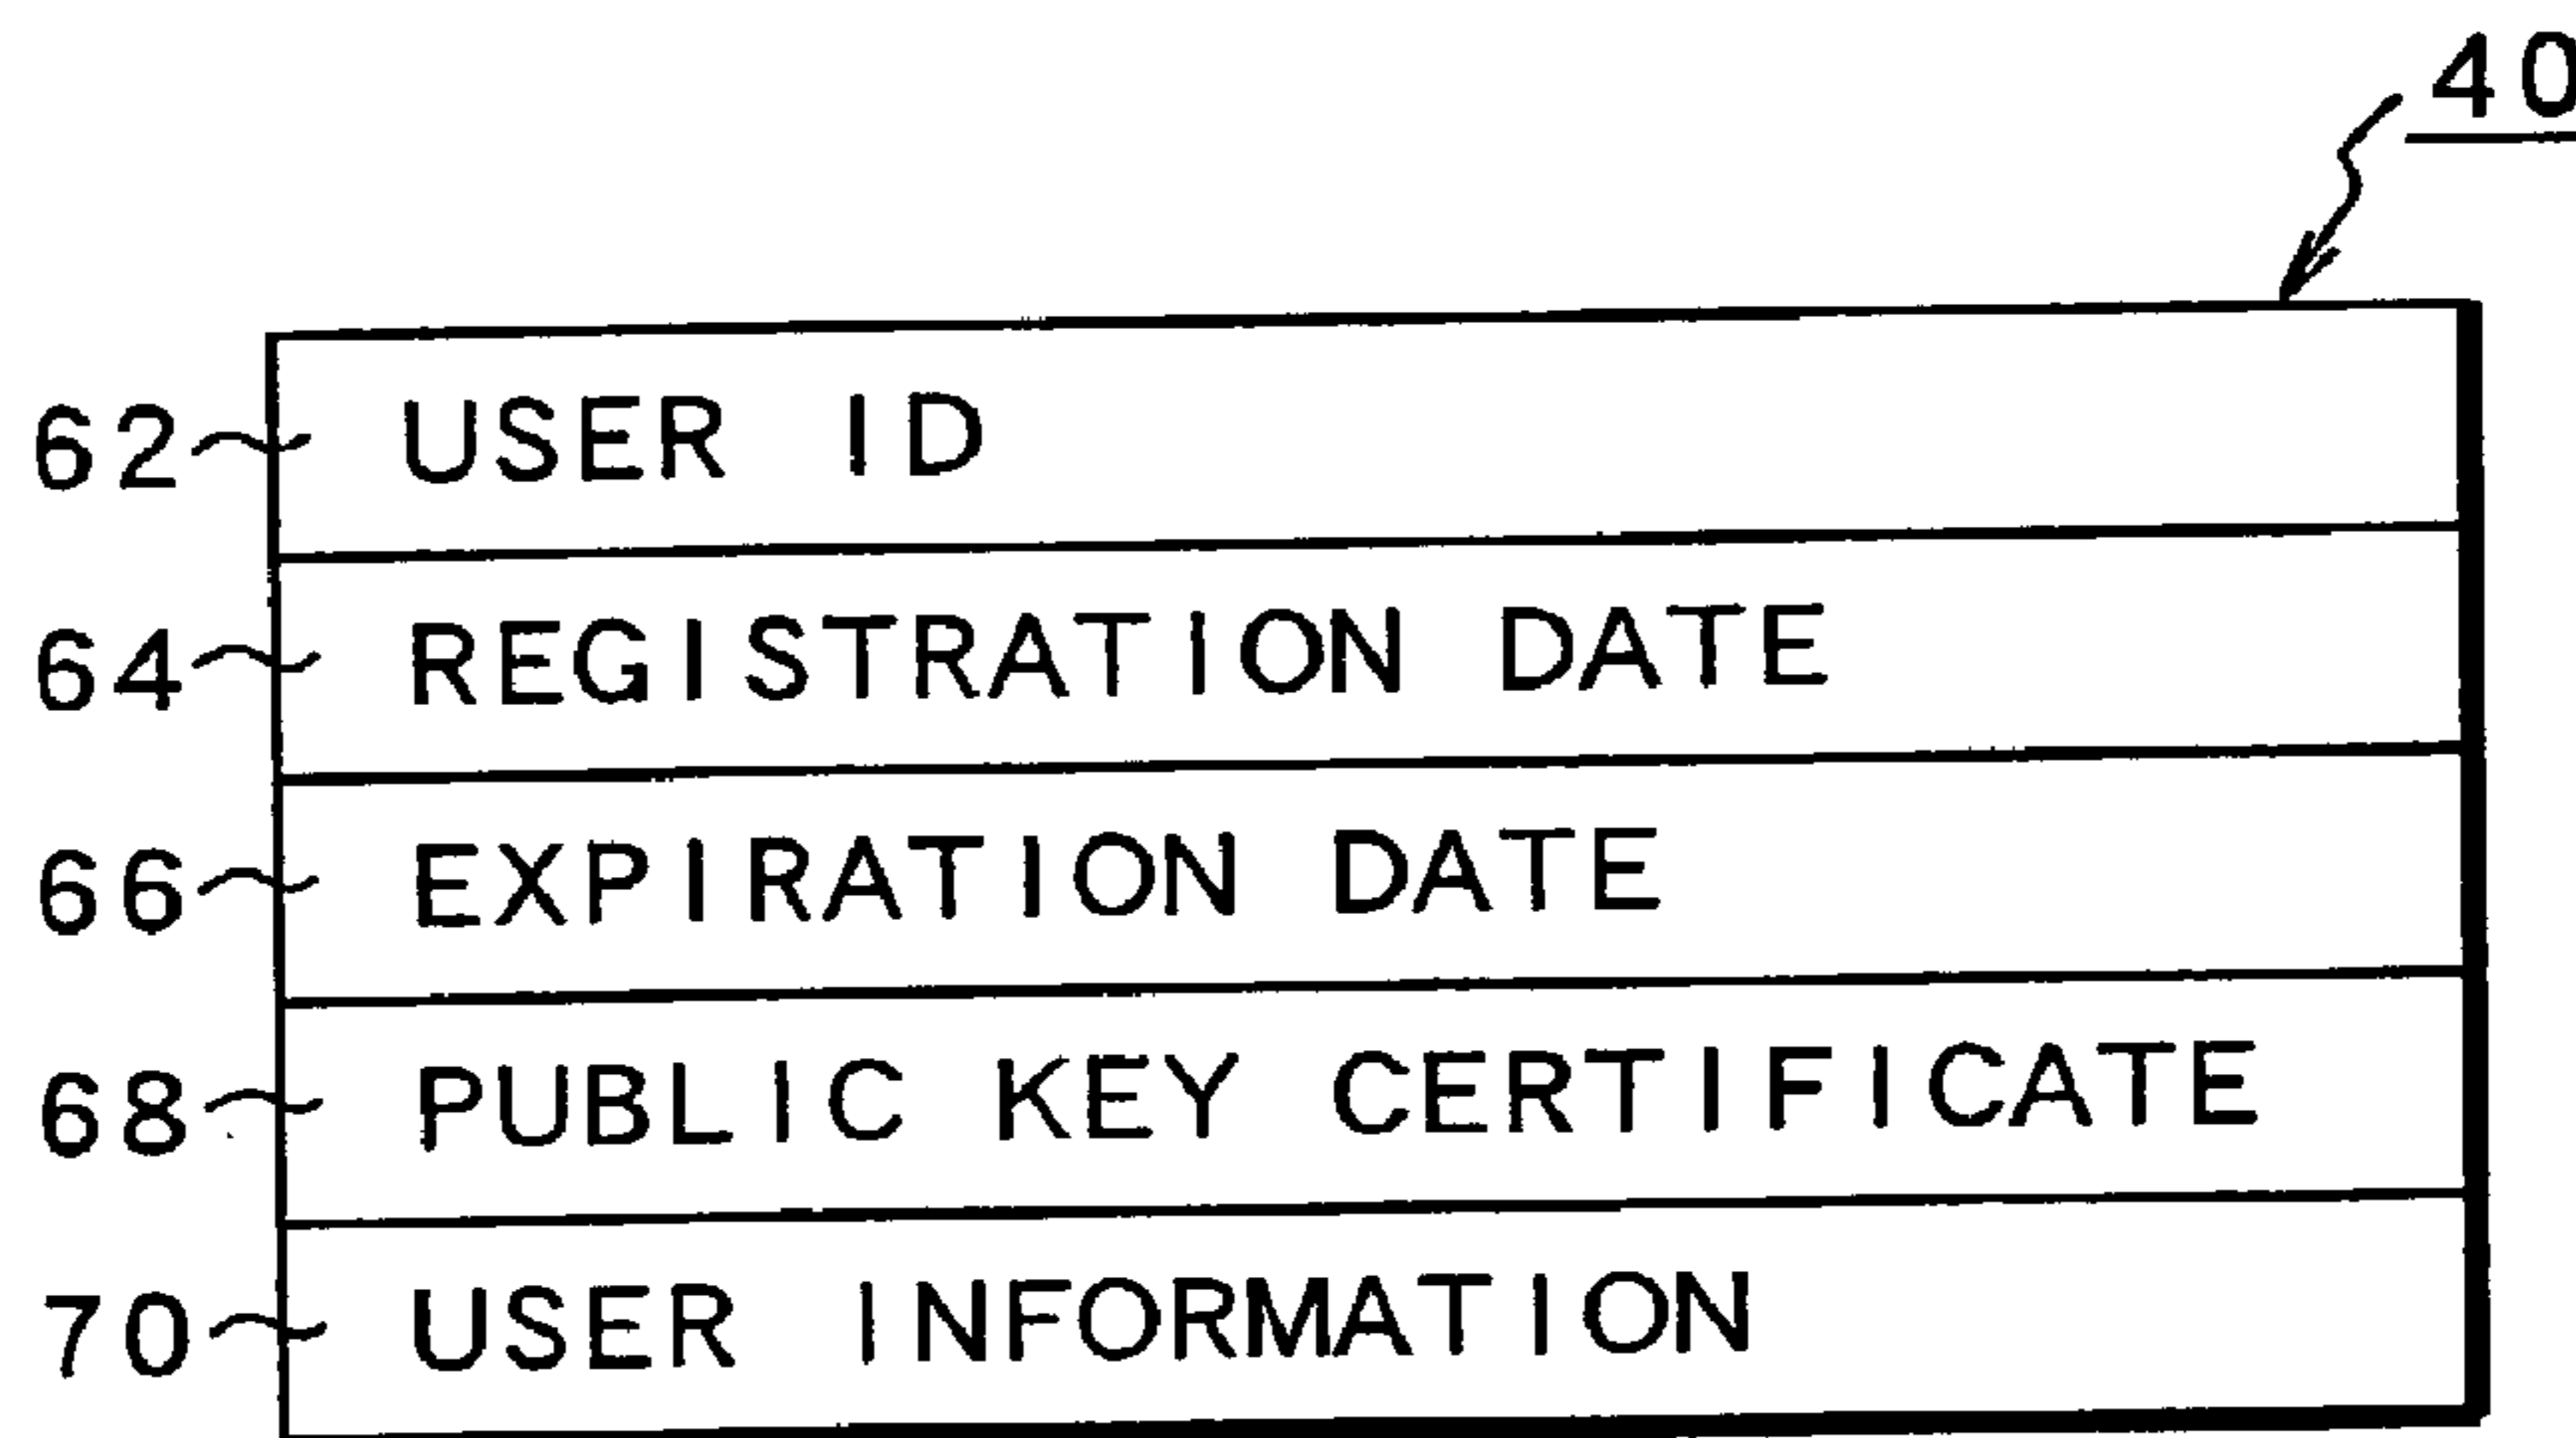 40
62 USER ID
64 REGISTRATION DATE
66 EXPIRATION DATE
68 PUBLIC KEY CERTIFICATE
70 USER INFORMATION